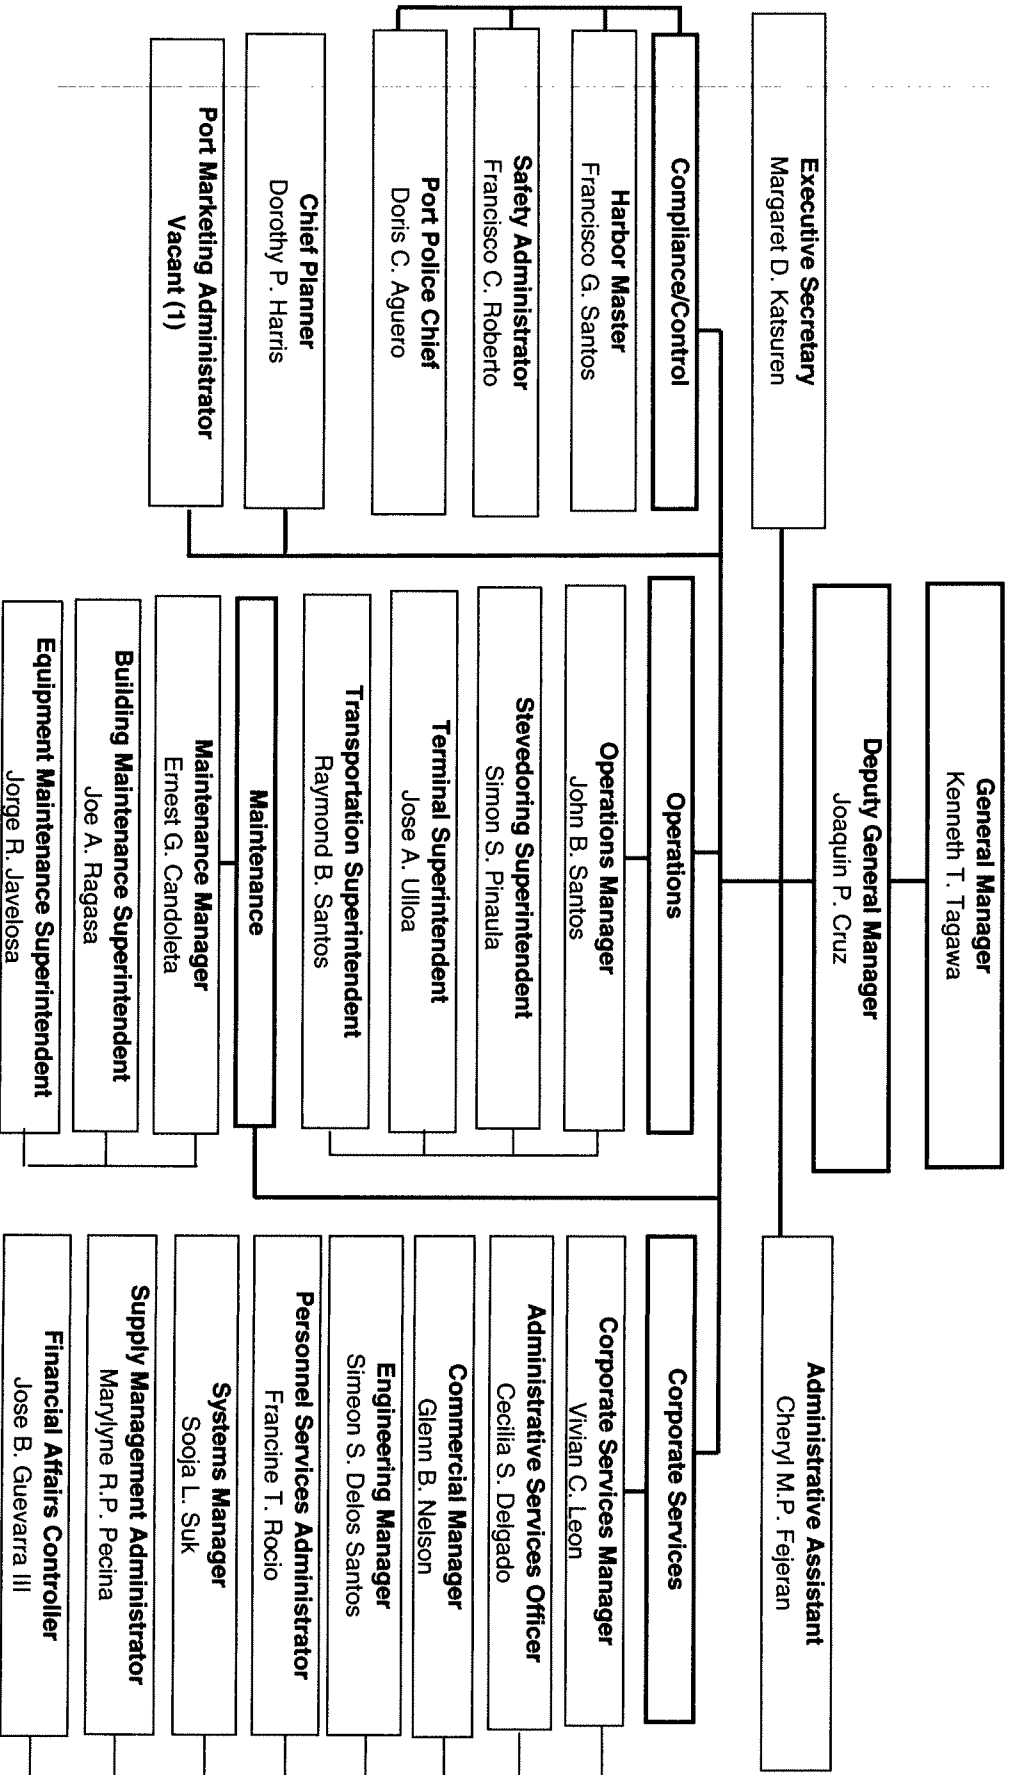 General Manager
Kenneth T. Tagawa
Deputy General Manager
Joaquin P. Cruz
Executive Secretary
Margaret D. Katsuren
Administrative Assistant
Cheryl M.P. Fejeran
Compliance/Control
Harbor Master
Francisco G. Santos
Safety Administrator
Francisco C. Roberto
Port Police Chief
Doris C. Aguero
Chief Planner
Dorothy P. Harris
Port Marketing Administrator
Vacant (1)
Operations
Operations Manager
John B. Santos
Stevedoring Superintendent
Simon S. Pinaula
Terminal Superintendent
Jose A. Ulloa
Transportation Superintendent
Raymond B. Santos
Maintenance
Maintenance Manager
Ernest G. Candoleta
Building Maintenance Superintendent
Joe A. Ragasa
Equipment Maintenance Superintendent
Jorge R. Javelosa
Corporate Services
Corporate Services Manager
Vivian C. Leon
Administrative Services Officer
Cecilia S. Delgado
Commercial Manager
Glenn B. Nelson
Engineering Manager
Simeon S. Delos Santos
Personnel Services Administrator
Francine T. Rocio
Systems Manager
Sooja L. Suk
Supply Management Administrator
Marylyne R.P. Pecina
Financial Affairs Controller
Jose B. Guevarra III